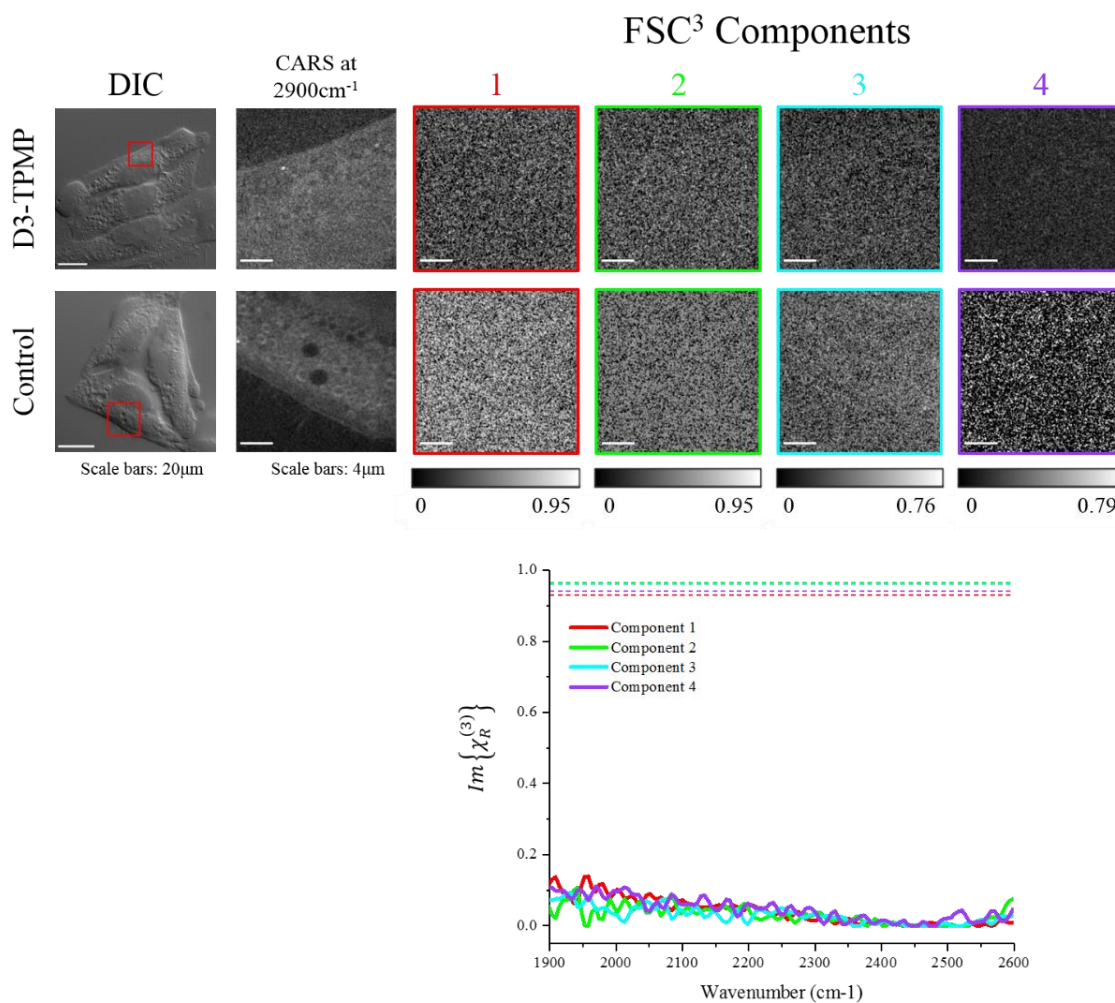 FSC³ Components
DIC
CARS at
2900cm⁻¹
1
2
3
4
D3-TPMP
Control
Scale bars: 20μm
Scale bars: 4μm
0
0.95
0
0.95
0
0.76
0
0.79
1.0
0.8
0.6
0.4
0.2
0.0
Component 1
Component 2
Component 3
Component 4
Im{χ_R^(3)}
1900
2000
2100
2200
2300
2400
2500
2600
Wavenumber (cm-1)